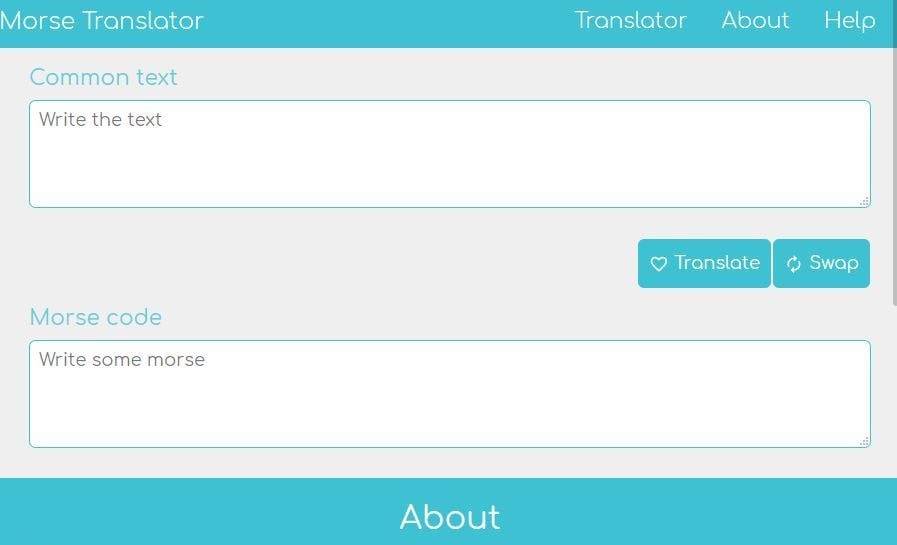 Morse Translator Translator About Help
Common text
Write the text
Translate Swap
Morse code
Write some morse
About